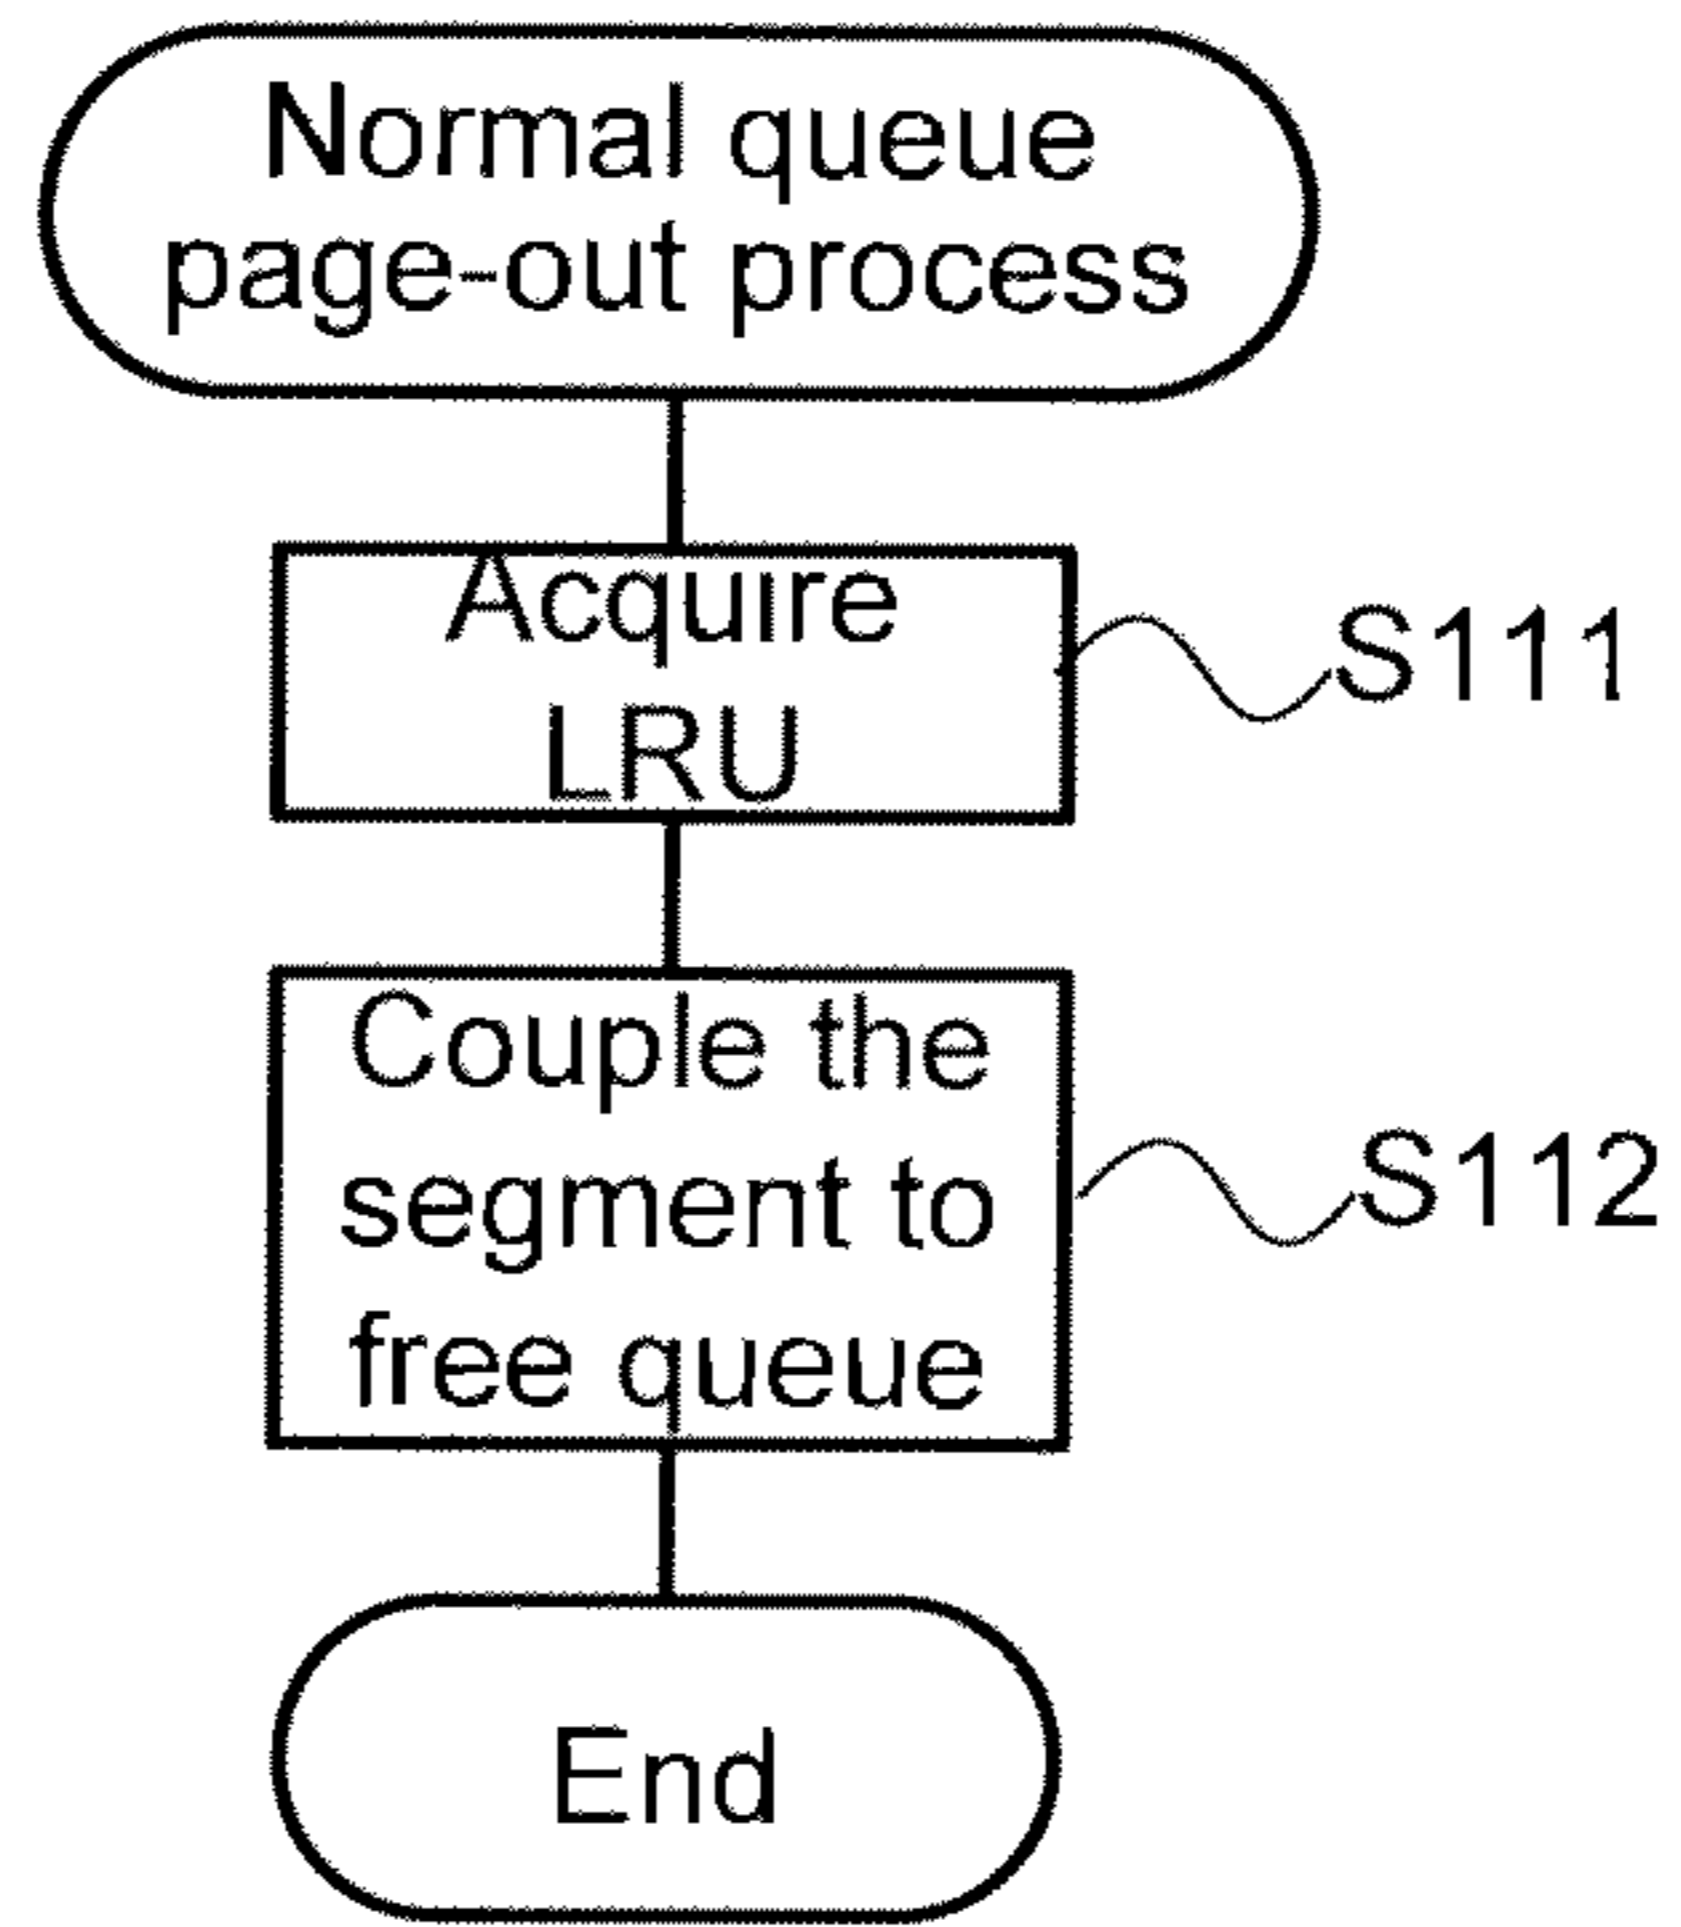 Normal queue
page-out process
Acquire
LRU
S111
Couple the
segment to
free queue
S112
End